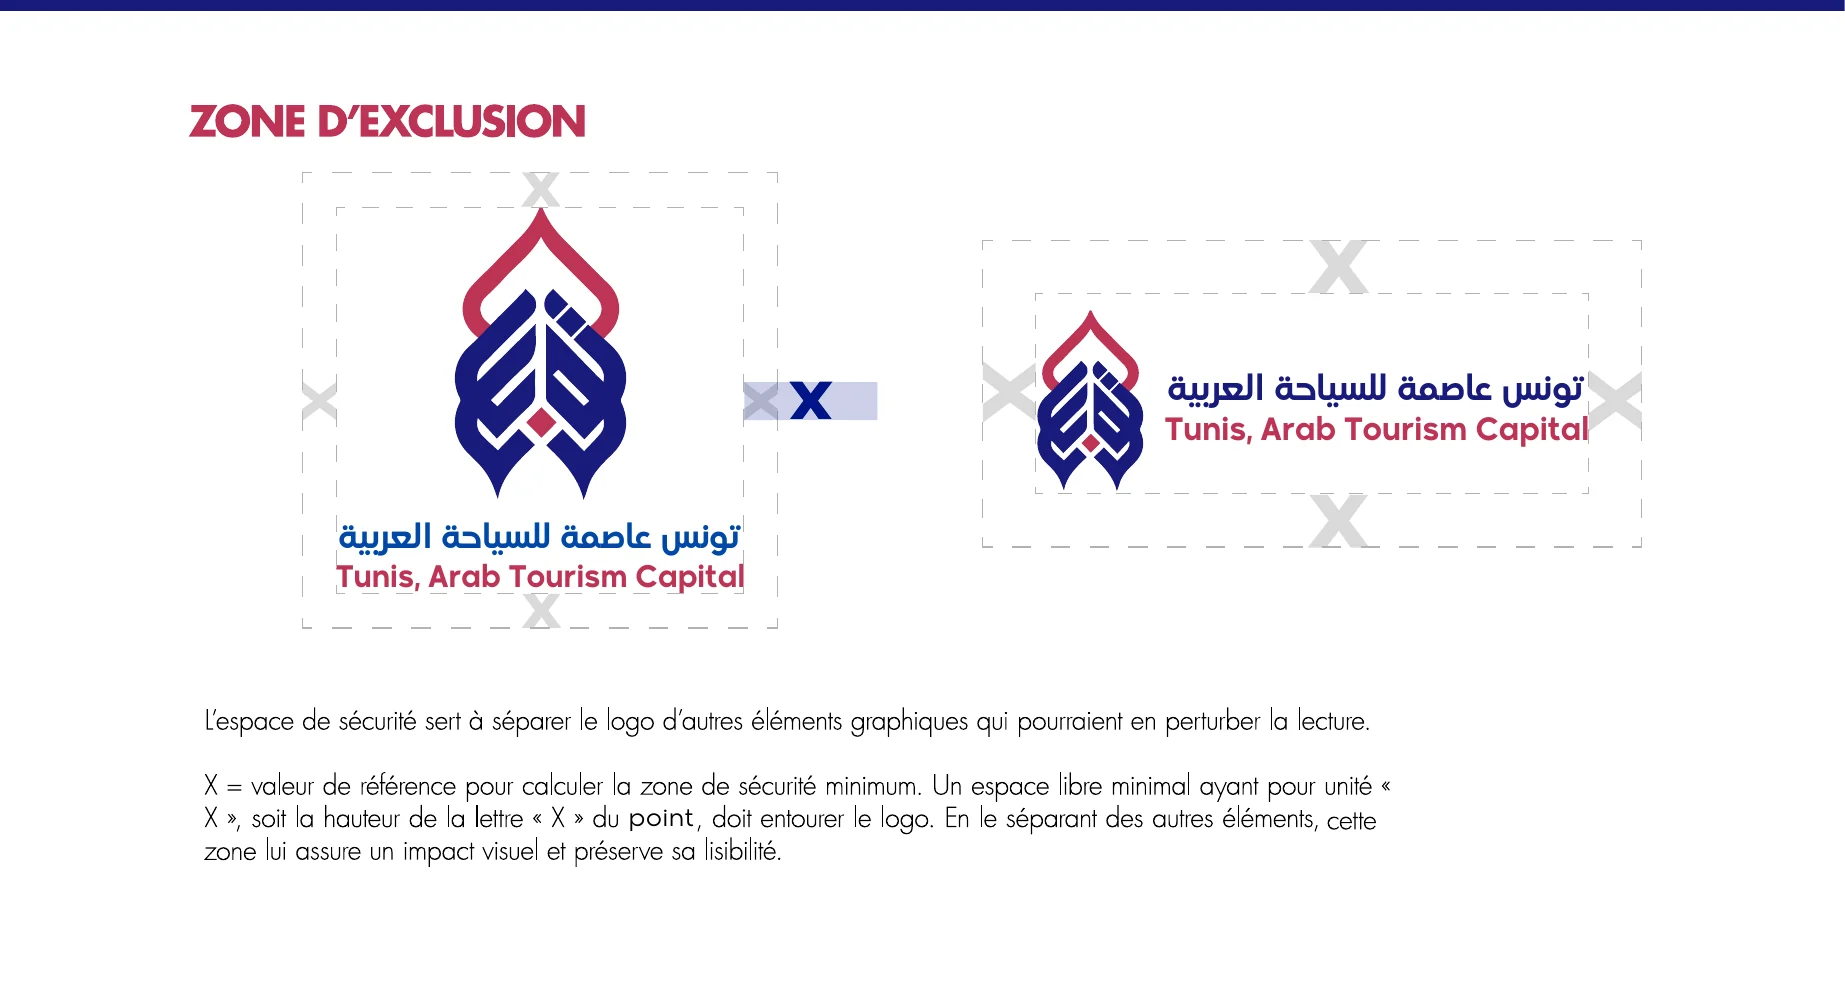 ZONE D’EXCLUSION
X
X
X X
تونس عاصمة للسياحة العربية
Tunis, Arab Tourism Capital
X
X
X
تونس عاصمة للسياحة العربية
Tunis, Arab Tourism Capital
X
X
L’espace de sécurité sert à séparer le logo d’autres éléments graphiques qui pourraient en perturber la lecture.
X = valeur de référence pour calculer la zone de sécurité minimum. Un espace libre minimal ayant pour unité «
X », soit la hauteur de la lettre « X » du point, doit entourer le logo. En le séparant des autres éléments, cette
zone lui assure un impact visuel et préserve sa lisibilité.